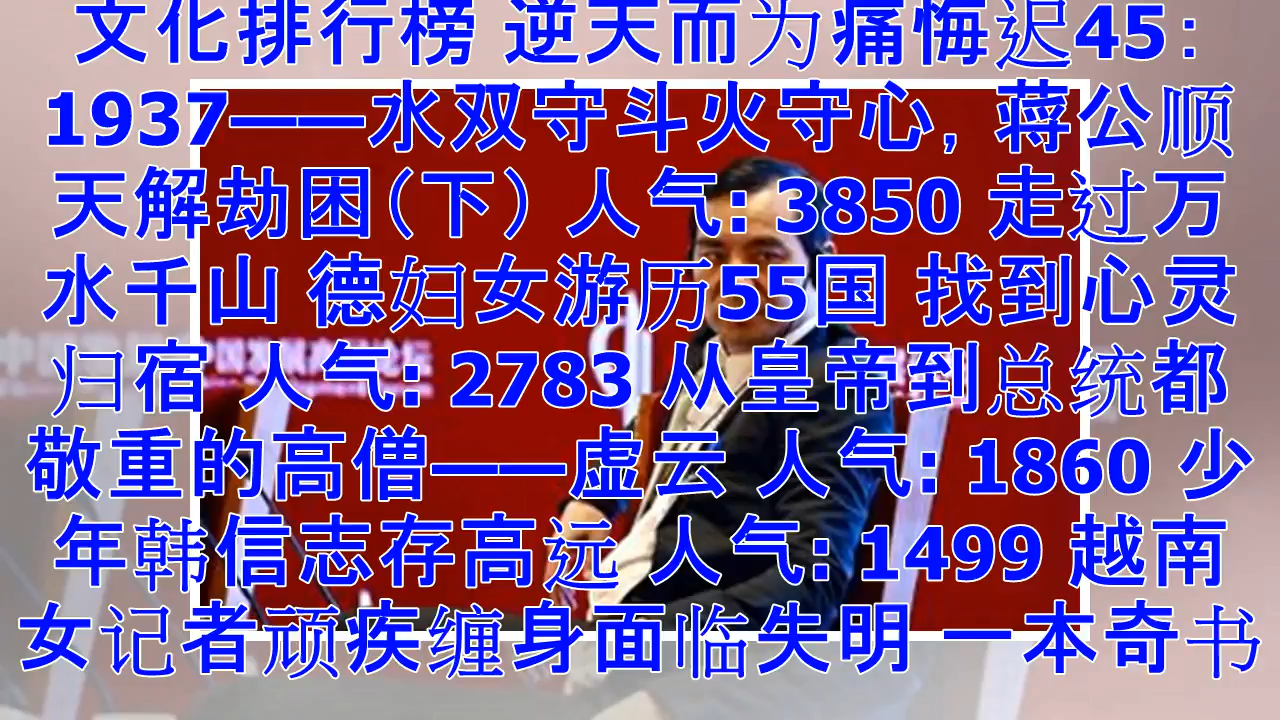 文化排行榜 逆天而为痛悔迟45：
1937——水双守斗火守心，蒋公顺
天解劫困（下） 人气: 3850 走过万
水千山 德妇女游历55国 找到心灵
归宿 人气: 2783 从皇帝到总统都
敬重的高僧——虚云 人气: 1860 少
年韩信志存高远 人气: 1499 越南
女记者顽疾缠身面临失明 一本奇书